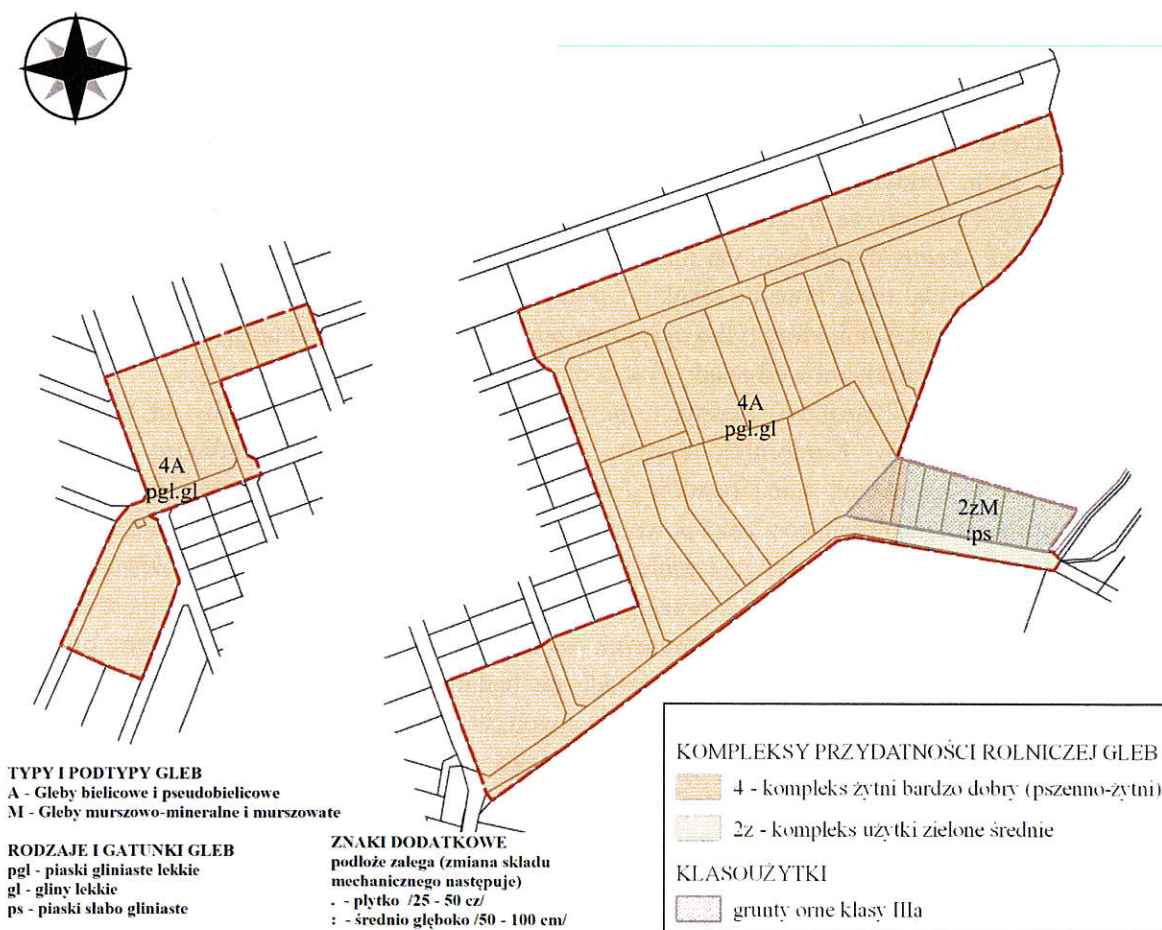 4A
pgl.gl
4A
pgl.gl
2zM
:ps
TYPY I PODTYPY GLEB
A - Gleby bielicowe i pseudobielicowe
M - Gleby murszowo-mineralne i murszowate
RODZAJE I GATUNKI GLEB
pgl - piaski gliniaste lekkie
gl - gliny lekkie
ps - piaski słabo gliniaste
ZNAKI DODATKOWE
podłoże zalega (zmiana składu
mechanicznego następuje)
. - płytko /25 - 50 cz/
: - średnio głęboko /50 - 100 cm/
KOMPLEKSY PRZYDATNOŚCI ROLNICZEJ GLEB
4 - kompleks żytni bardzo dobry (pszenno-żytni)
2z - kompleks użytki zielone średnie
KLASOUŻYTKI
grunty orne klasy IIIa